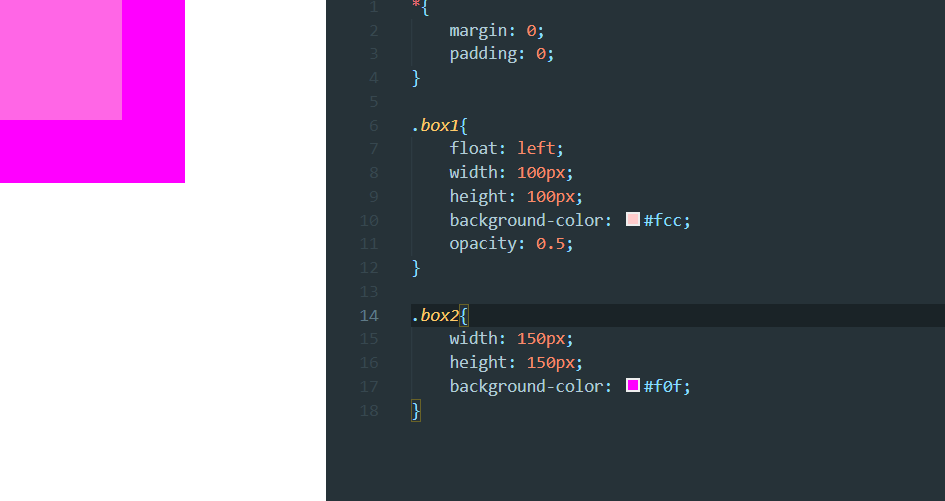 1 *{
2 margin: 0;
3 padding: 0;
4 }
5
6 .box1{
7 float: left;
8 width: 100px;
9 height: 100px;
10 background-color: #fcc;
11 opacity: 0.5;
12 }
13
14 .box2{
15 width: 150px;
16 height: 150px;
17 background-color: #f0f;
18 }